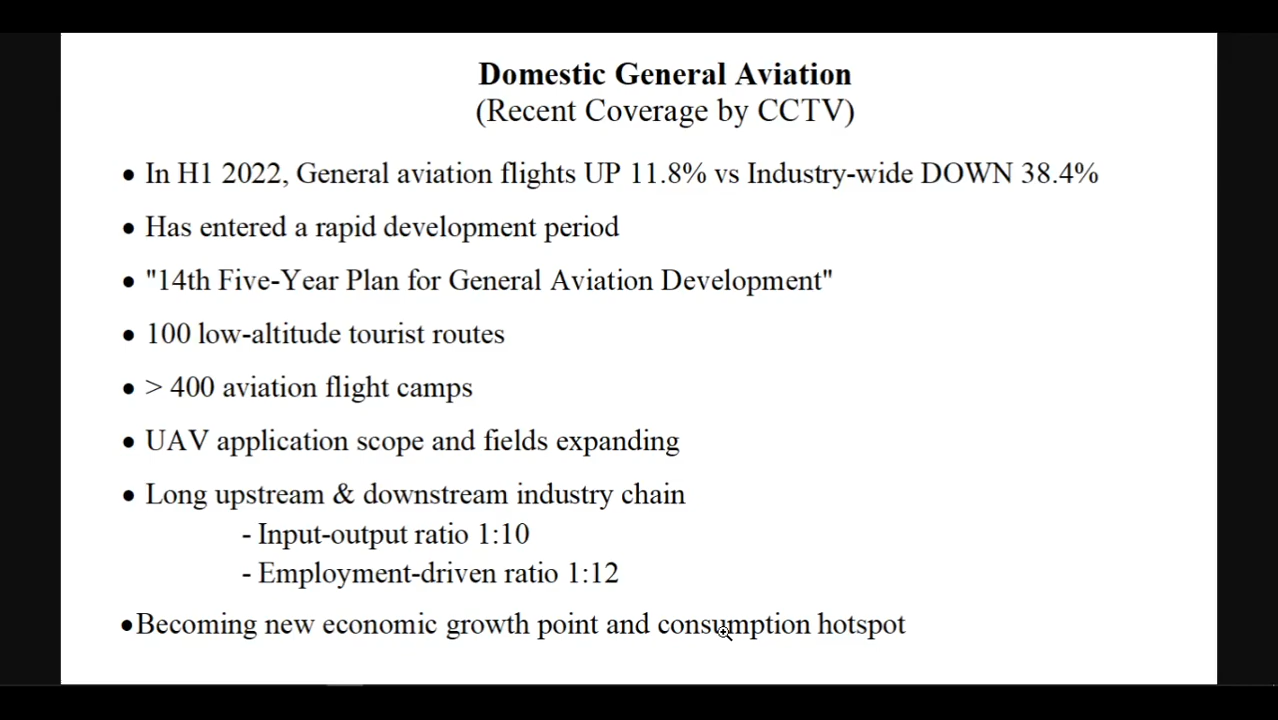 Domestic General Aviation
(Recent Coverage by CCTV)
• In H1 2022, General aviation flights UP 11.8% vs Industry-wide DOWN 38.4%
• Has entered a rapid development period
• "14th Five-Year Plan for General Aviation Development"
• 100 low-altitude tourist routes
• > 400 aviation flight camps
• UAV application scope and fields expanding
• Long upstream & downstream industry chain
- Input-output ratio 1:10
- Employment-driven ratio 1:12
•Becoming new economic growth point and consumption hotspot